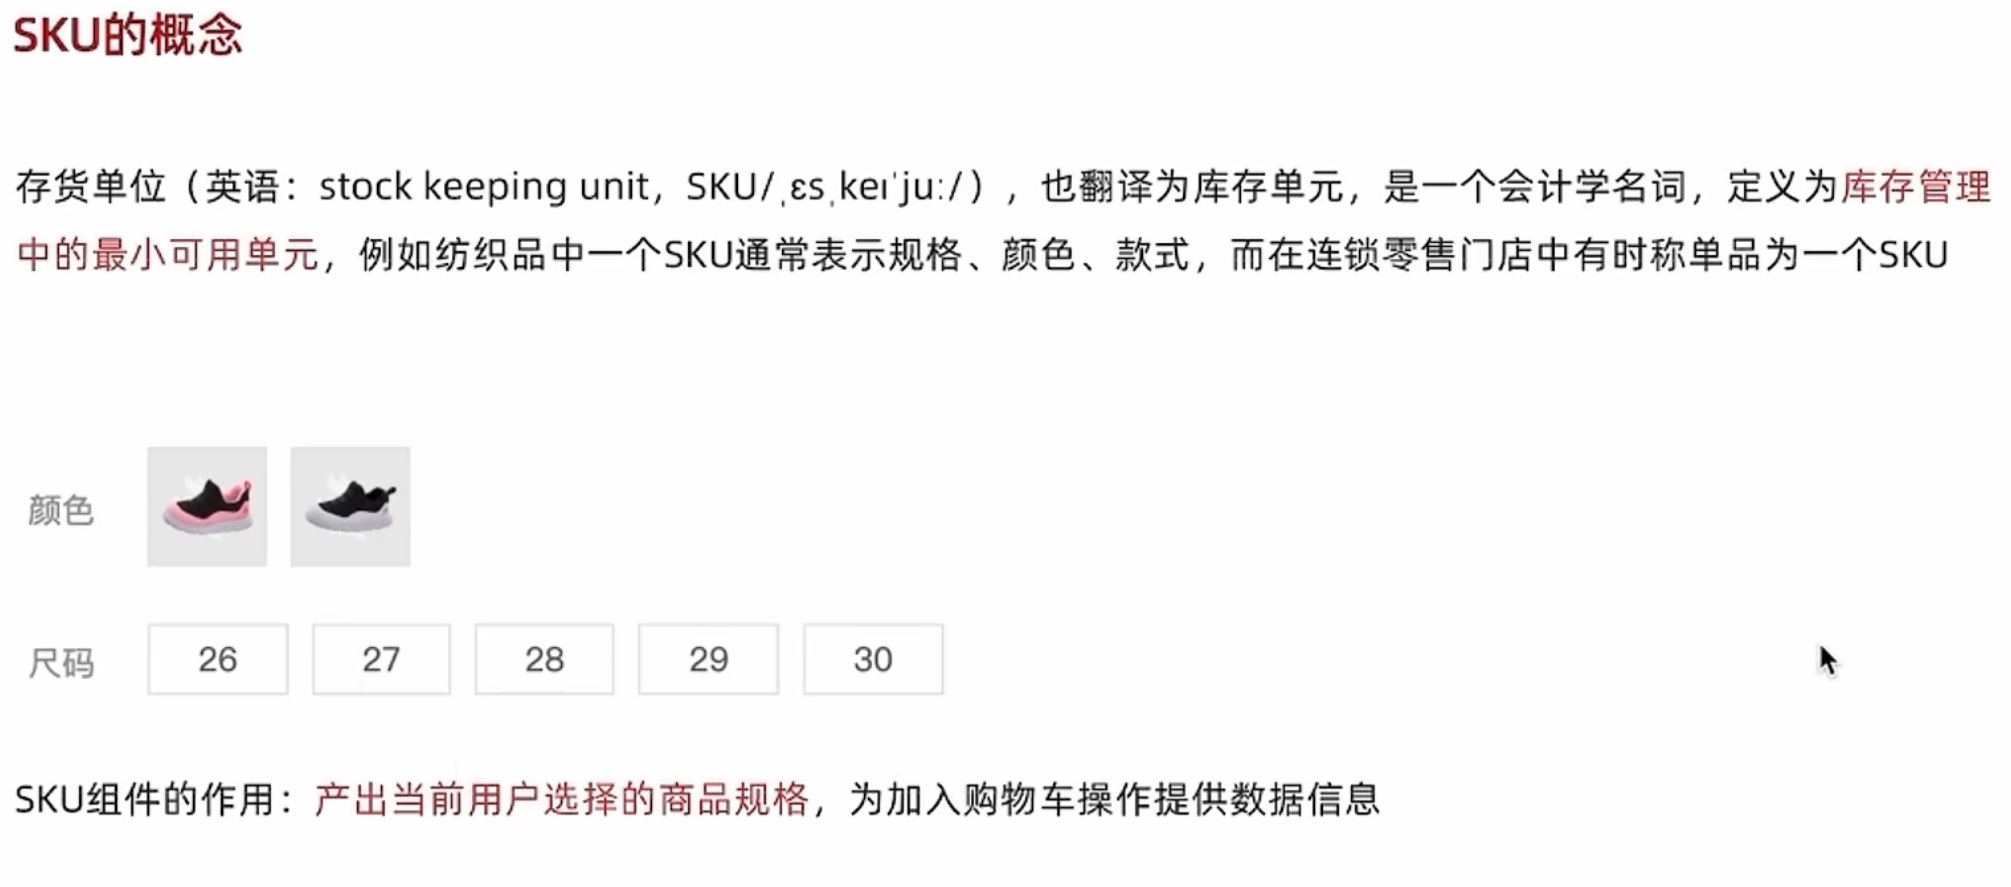 SKU的概念
存货单位（英语：stock keeping unit，SKU/ˌɛsˌkeɪˈjuː/），也翻译为库存单元，是一个会计学名词，定义为库存管理
中的最小可用单元，例如纺织品中一个SKU通常表示规格、颜色、款式，而在连锁零售门店中有时称单品为一个SKU
颜色
尺码 26 27 28 29 30
SKU组件的作用：产出当前用户选择的商品规格，为加入购物车操作提供数据信息